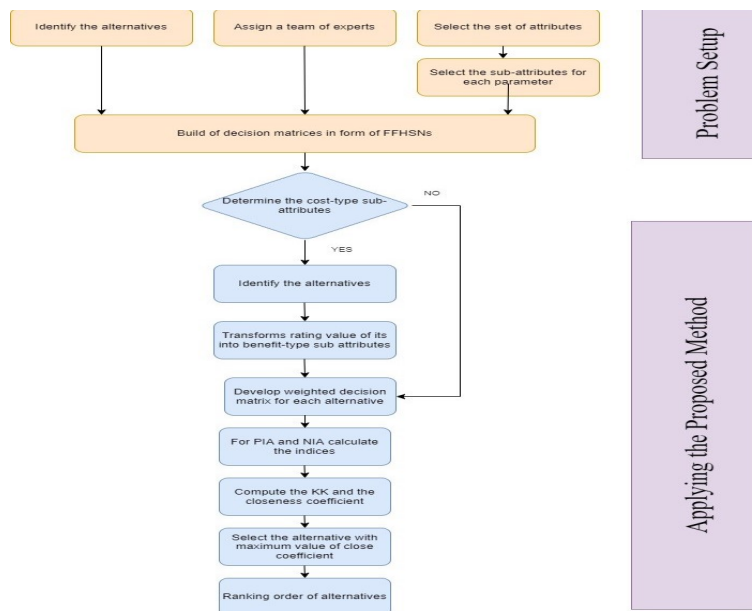 Identify the alternatives
Assign a team of experts
Select the set of attributes
Select the sub-attributes for
each parameter
Build of decision matrices in form of FFHSNs
Determine the cost-type sub-
attributes
NO
YES
Identify the alternatives
Transforms rating value of its
into benefit-type sub attributes
Develop weighted decision
matrix for each alternative
For PIA and NIA calculate
the indices
Compute the KK and the
closeness coefficient
Select the alternative with
maximum value of close
coefficient
Ranking order of alternatives
Problem Setup
Applying the Proposed Method